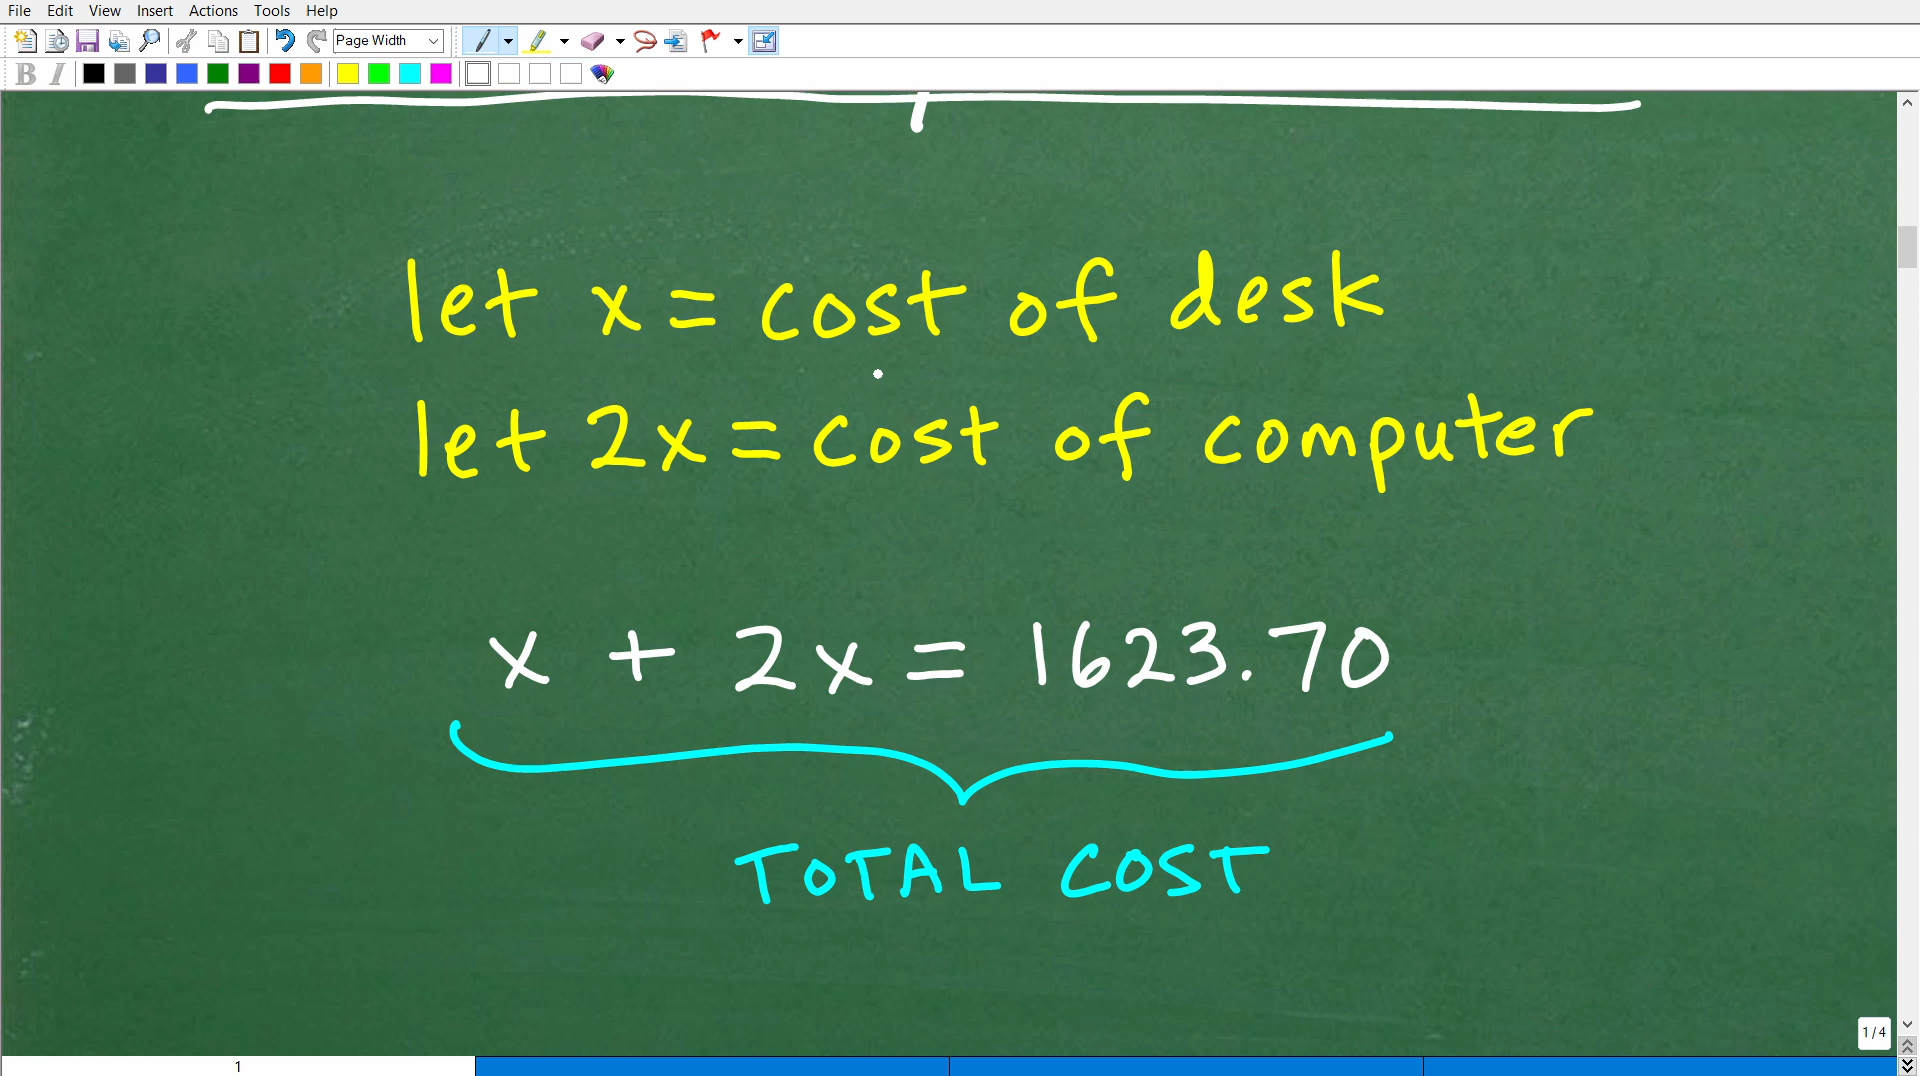 File Edit View Insert Actions Tools Help
Page Width
B I
let x = cost of desk
let 2x = cost of computer
x + 2x = 1623.70
TOTAL COST
1 / 4
1